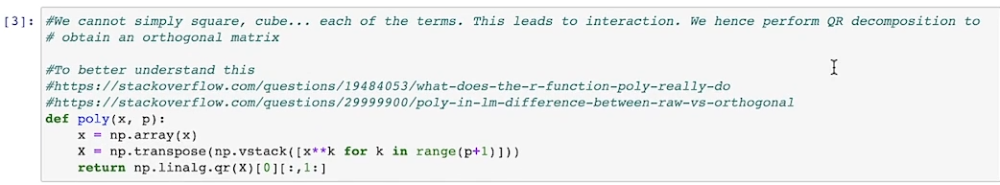 [3]: #We cannot simply square, cube... each of the terms. This leads to interaction. We hence perform QR decomposition to
# obtain an orthogonal matrix
#To better understand this
#https://stackoverflow.com/questions/19484053/what-does-the-r-function-poly-really-do
#https://stackoverflow.com/questions/29999900/poly-in-lm-difference-between-raw-vs-orthogonal
def poly(x, p):
    x = np.array(x)
    X = np.transpose(np.vstack([x**k for k in range(p+1)]))
    return np.linalg.qr(X)[0][:,1:]